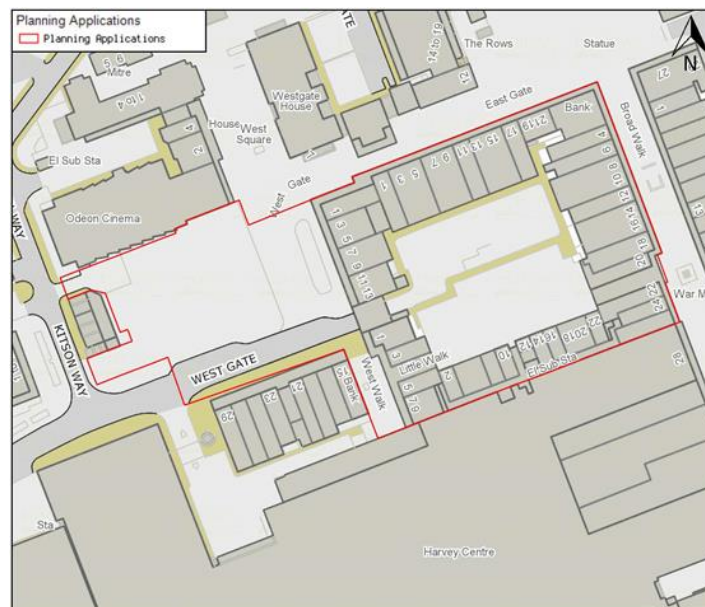 Planning Applications
Planning Applications
N
Mitre
5 9
1 to 4
House
West
Square
Westgate
House
14 to 19
12
The Rows
Statue
27
East Gate
Bank
Broad Walk
El Sub Sta
2 4
Odeon Cinema
West
Gate
1
1 3 5 7 9 11 13
1 3 5 7 9 11 13 15 17
21
19
4 6 8 10 12 14 16 18 20
1
13
War M
22
24
28
KITSON WAY
WEST GATE
West Walk
Bank
15
21
23
29
Little Walk
1
3
5
7/9
2
10
12
14
16
20
18
22
El Sub Sta
Sta
Harvey Centre